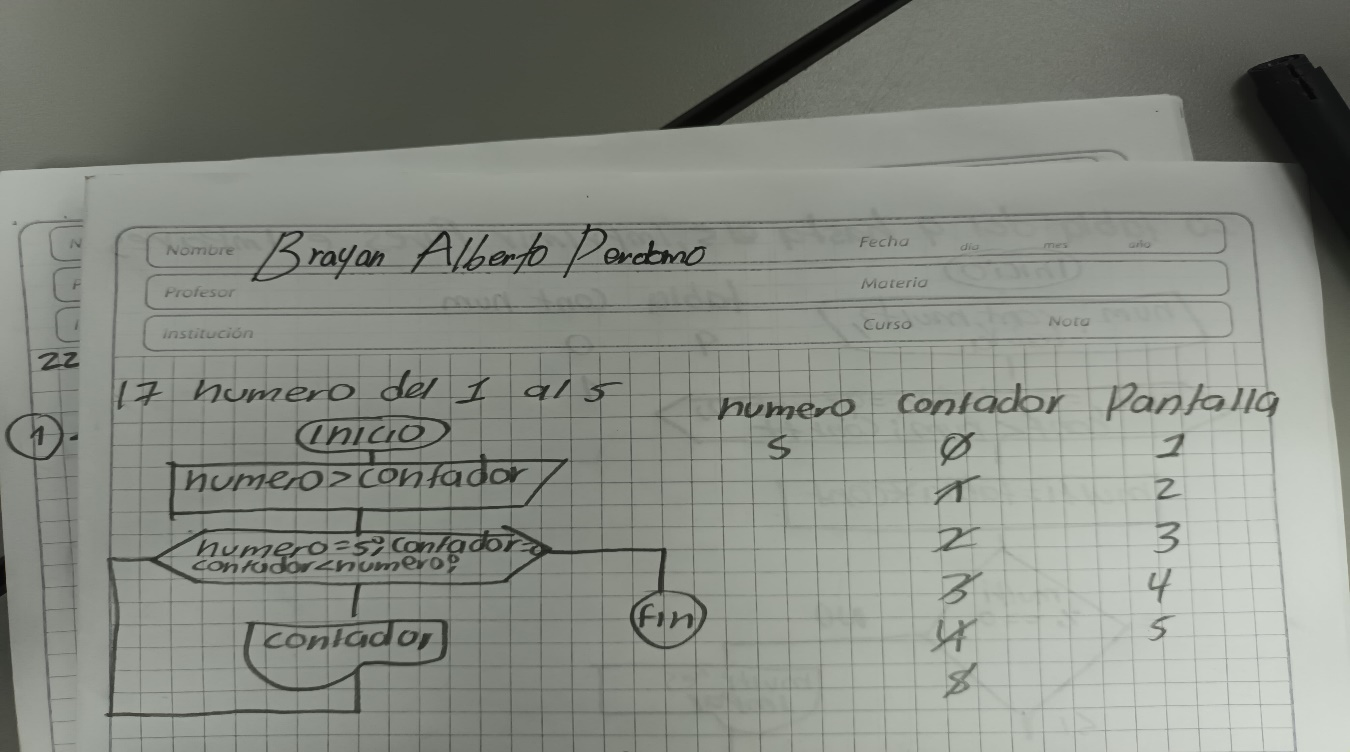 Nombre Brayan Alberto Perdomo Fecha dia mes año
Profesor Materia
Institución Curso Nota
22
17 numero del 1 al 5
1
inicio
numero>contador
numero=5; contador=0
contador<numero;
contador
fin
numero contador Pantalla
5 0 1
1 2
2 3
3 4
4 5
5